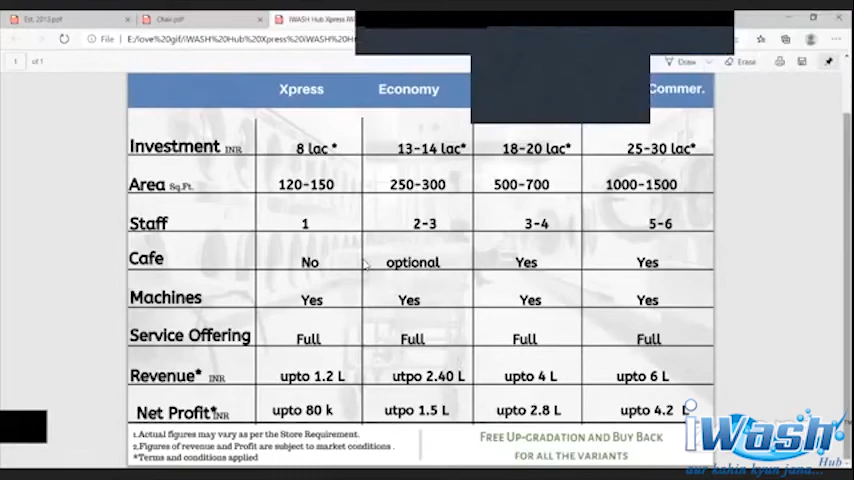 Est. 2013.pdf
Chair.pdf
iWASH Hub Xpress
File
E:/love%20gif/iWASH%20Hub%20Xpress%20iWASH%20H
1 of 1
Draw
Erase
Xpress Economy Commer.
Investment INR 8 lac * 13-14 lac* 18-20 lac* 25-30 lac*
Area Sq.Ft. 120-150 250-300 500-700 1000-1500
Staff 1 2-3 3-4 5-6
Cafe No optional Yes Yes
Machines Yes Yes Yes Yes
Service Offering Full Full Full Full
Revenue* INR upto 1.2 L utpo 2.40 L upto 4 L upto 6 L
Net Profit* INR upto 80 k utpo 1.5 L upto 2.8 L upto 4.2 L
1.Actual figures may vary as per the Store Requirement.
2.Figures of revenue and Profit are subject to market conditions .
*Terms and conditions applied
Free Up-gradation and Buy Back
for all the variants
iWash
Hub
aur kahin kyun jana...